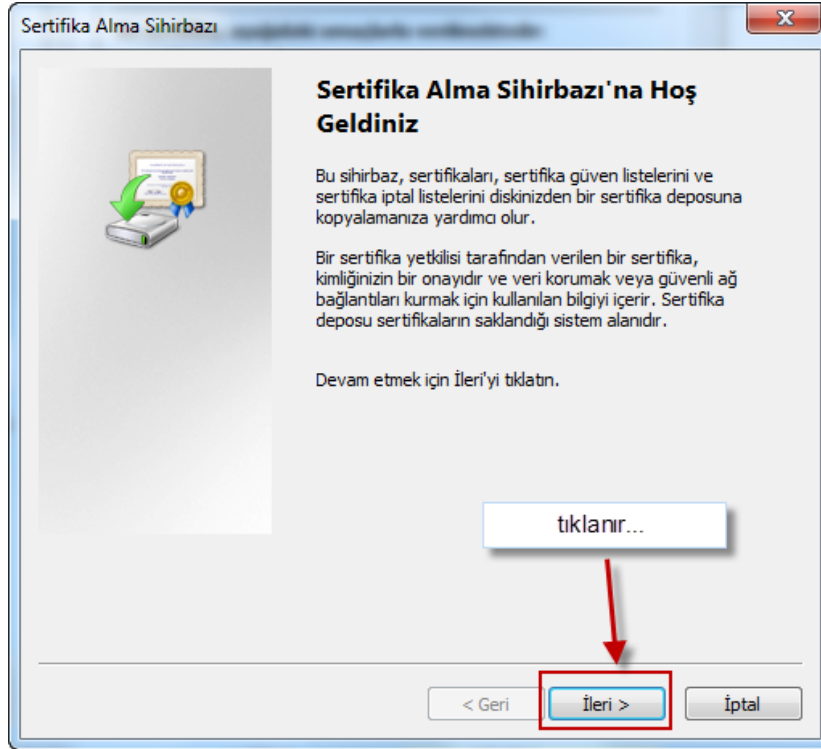 Sertifika Alma Sihirbazı
Sertifika Alma Sihirbazı'na Hoş
Geldiniz
Bu sihirbaz, sertifikaları, sertifika güven listelerini ve
sertifika iptal listelerini diskinizden bir sertifika deposuna
kopyalamanıza yardımcı olur.
Bir sertifika yetkilisi tarafından verilen bir sertifika,
kimliğinizin bir onayıdır ve veri korumak veya güvenli ağ
bağlantıları kurmak için kullanılan bilgiyi içerir. Sertifika
deposu sertifikaların saklandığı sistem alanıdır.
Devam etmek için İleri'yi tıklatın.
tıklanır...
< Geri
İleri >
İptal